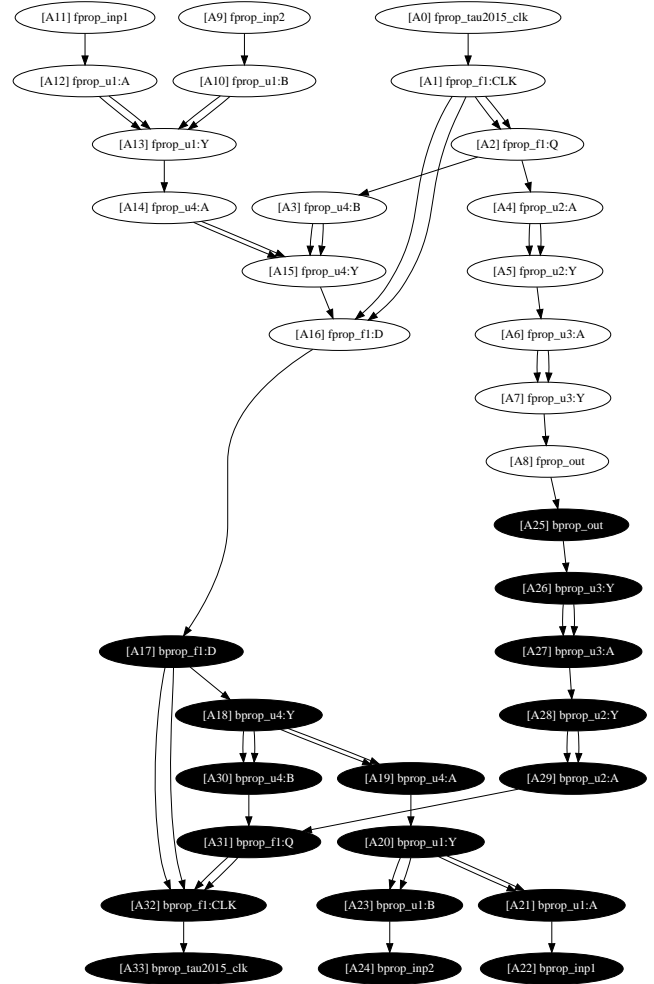 [A11] fprop_inp1
[A9] fprop_inp2
[A0] fprop_tau2015_clk
[A12] fprop_u1:A
[A10] fprop_u1:B
[A1] fprop_f1:CLK
[A13] fprop_u1:Y
[A2] fprop_f1:Q
[A14] fprop_u4:A
[A3] fprop_u4:B
[A4] fprop_u2:A
[A15] fprop_u4:Y
[A5] fprop_u2:Y
[A16] fprop_f1:D
[A6] fprop_u3:A
[A7] fprop_u3:Y
[A8] fprop_out
[A25] bprop_out
[A26] bprop_u3:Y
[A17] bprop_f1:D
[A27] bprop_u3:A
[A18] bprop_u4:Y
[A28] bprop_u2:Y
[A30] bprop_u4:B
[A19] bprop_u4:A
[A29] bprop_u2:A
[A31] bprop_f1:Q
[A20] bprop_u1:Y
[A32] bprop_f1:CLK
[A23] bprop_u1:B
[A21] bprop_u1:A
[A33] bprop_tau2015_clk
[A24] bprop_inp2
[A22] bprop_inp1